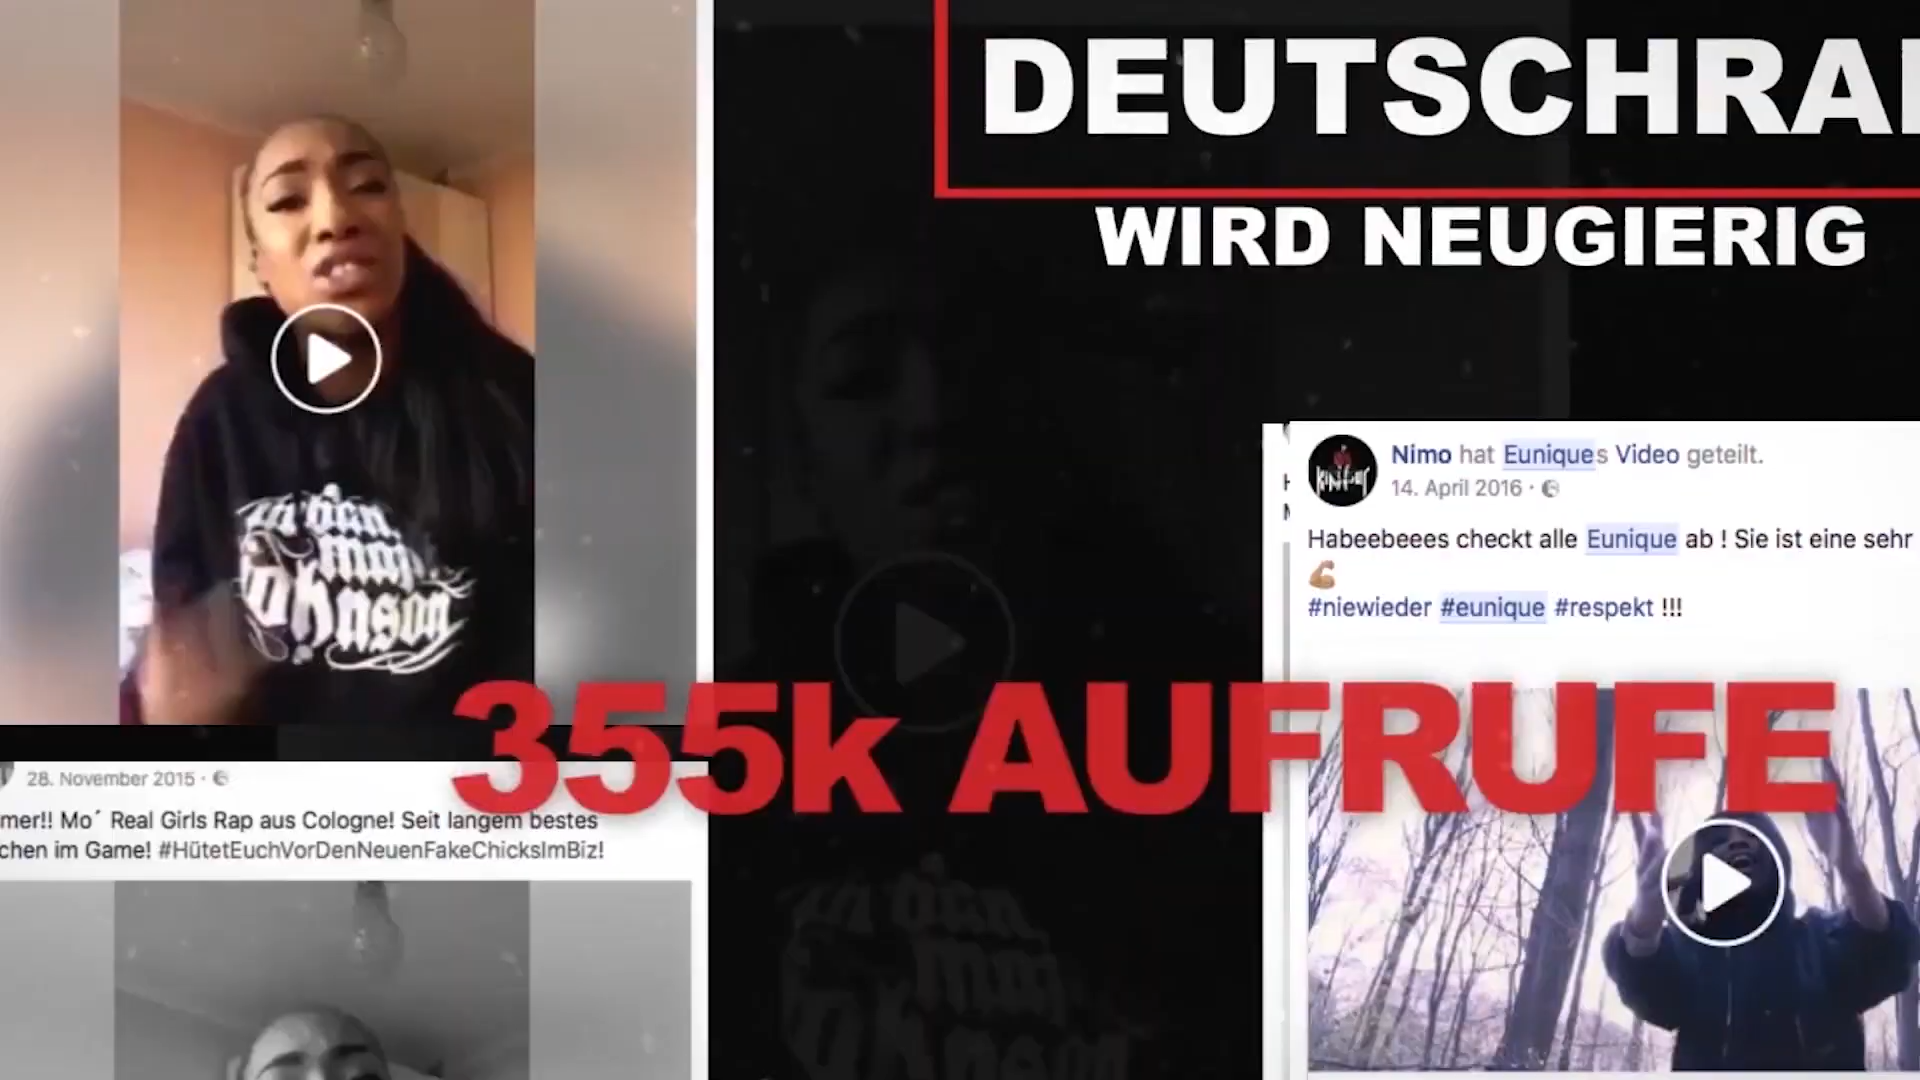 DEUTSCHRA
WIRD NEUGIERIG
Nimo hat Euniques Video geteilt.
14. April 2016 ·
Habeebeees checkt alle Eunique ab ! Sie ist eine sehr
#niewieder #eunique #respekt !!!
355k AUFRUFE
28. November 2015 ·
mer!! Mo´ Real Girls Rap aus Cologne! Seit langem bestes
chen im Game! #HütetEuchVorDenNeuenFakeChicksImBiz!